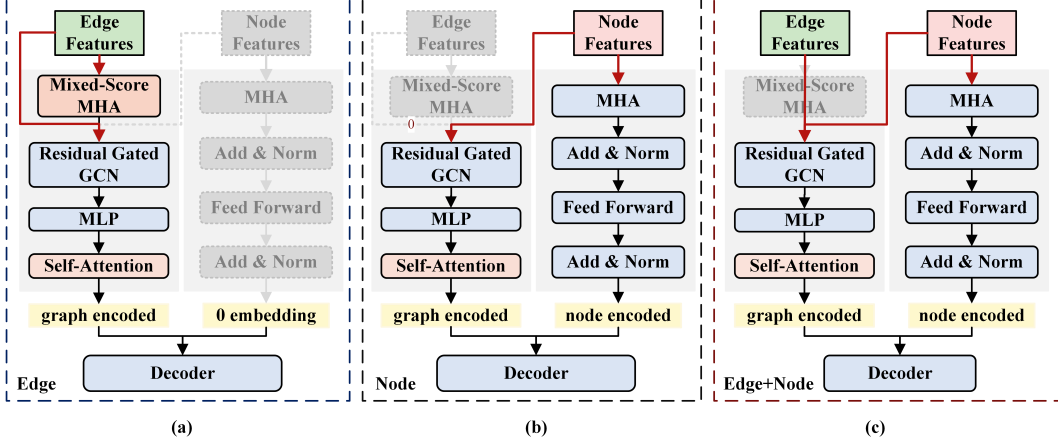 Edge
Features
Node
Features
Mixed-Score
MHA
MHA
Residual Gated
GCN
Add & Norm
MLP
Feed Forward
Self-Attention
Add & Norm
graph encoded
0 embedding
Decoder
Edge
(a)
Edge
Features
Node
Features
Mixed-Score
MHA
MHA
0
Residual Gated
GCN
Add & Norm
MLP
Feed Forward
Self-Attention
Add & Norm
graph encoded
node encoded
Decoder
Node
(b)
Edge
Features
Node
Features
Mixed-Score
MHA
MHA
Residual Gated
GCN
Add & Norm
MLP
Feed Forward
Self-Attention
Add & Norm
graph encoded
node encoded
Decoder
Edge+Node
(c)